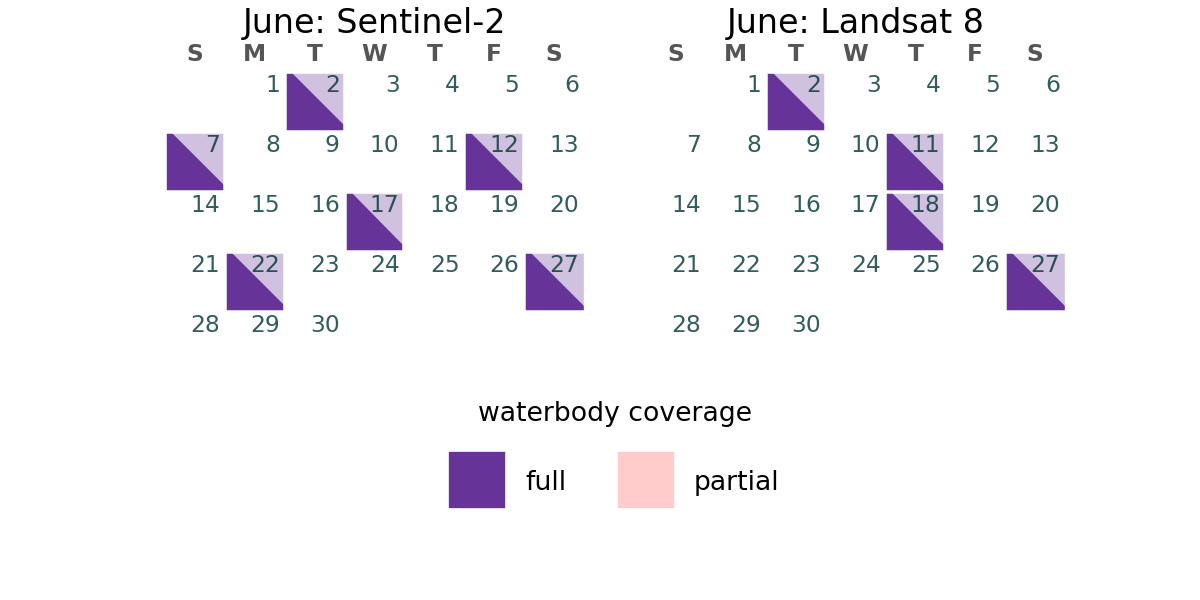 June: Sentinel-2
S M T W T F S
1 2 3 4 5 6
7 8 9 10 11 12 13
14 15 16 17 18 19 20
21 22 23 24 25 26 27
28 29 30
June: Landsat 8
S M T W T F S
1 2 3 4 5 6
7 8 9 10 11 12 13
14 15 16 17 18 19 20
21 22 23 24 25 26 27
28 29 30
waterbody coverage
full partial